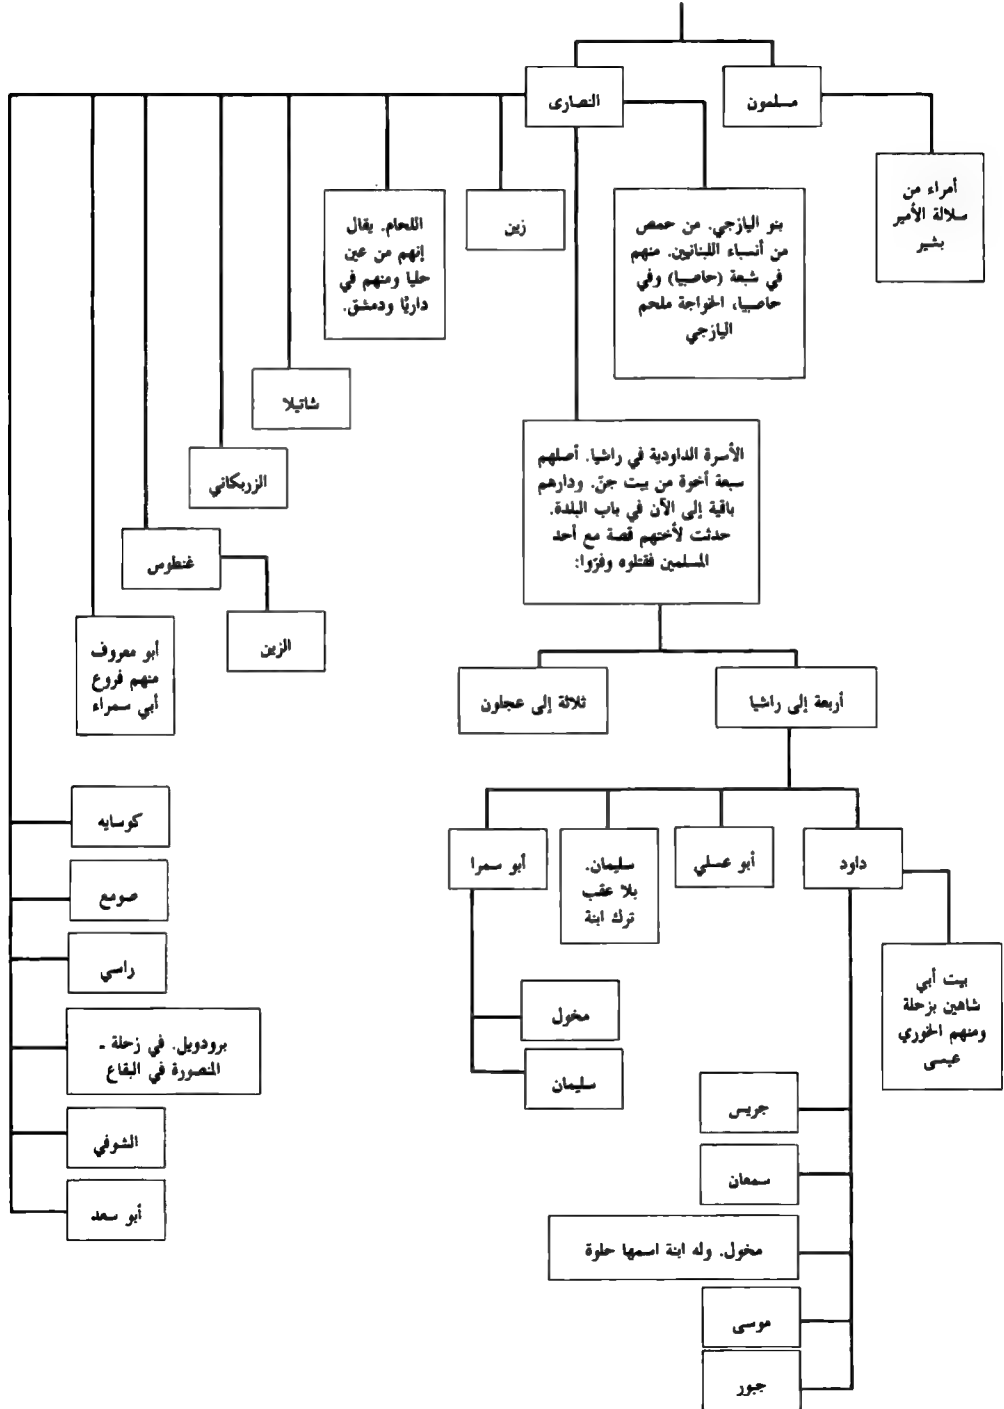 مسلمون
النصارى
أمراء من
سلالة الأمير
بشير
بنو اليازجي. من حمص
من أنسباء اللبنانيين. منهم
في شبعة (حاصبيا) وفي
حاصبيا، الخواجة ملحم
اليازجي
زين
اللحام. يقال
إنهم من عين
حليا ومنهم في
داريّا ودمشق.
شاتيلا
الزربكاني
غنطوس
الزين
أبو معروف
منهم فروع
أبي سمراء
الأسرة الداودية في راشيا. أصلهم
سبعة أخوة من بيت جنّ. ودارهم
باقية إلى الآن في باب البلدة.
حدثت لأختهم قصة مع أحد
المسلمين فقتلوه وفرّوا:
أربعة إلى راشيا
ثلاثة إلى عجلون
داود
أبو عسلي
سليمان.
بلا عقب
ترك ابنة
أبو سمرا
بيت أبي
شاهين بزحلة
ومنهم الخوري
عيسى
مخول
سليمان
جريس
سمعان
مخول. وله ابنة اسمها حلوة
موسى
جبور
كوسايه
صومع
راسي
برودويل. في زحلة ـ
المنصورة في البقاع
الشوفي
أبو سعد